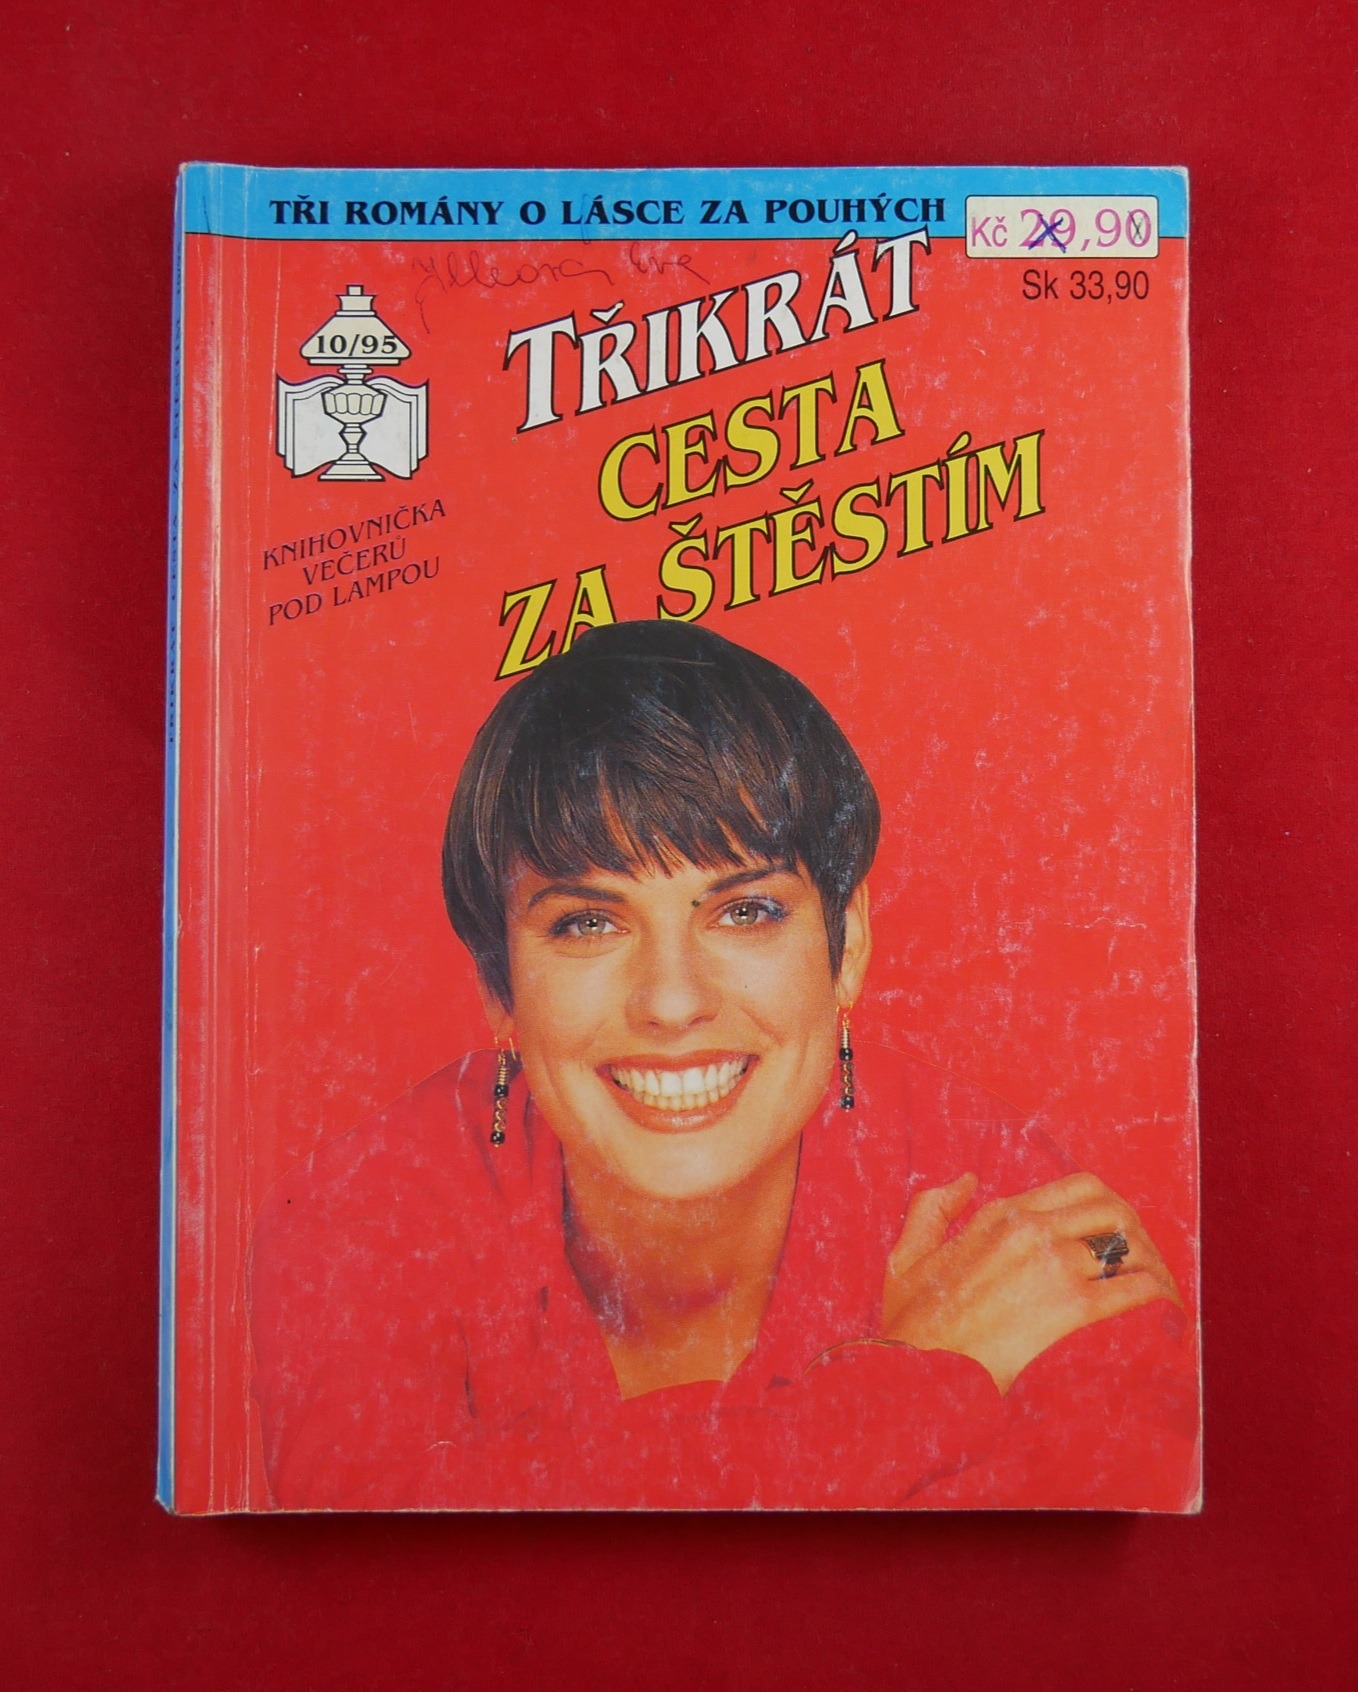 TŘI ROMÁNY O LÁSCE ZA POUHÝCH
Kč 29,90
Sk 33,90
10/95
TŘIKRÁT
CESTA
ZA ŠTĚSTÍM
KNIHOVNIČKA
VEČERŮ
POD LAMPOU